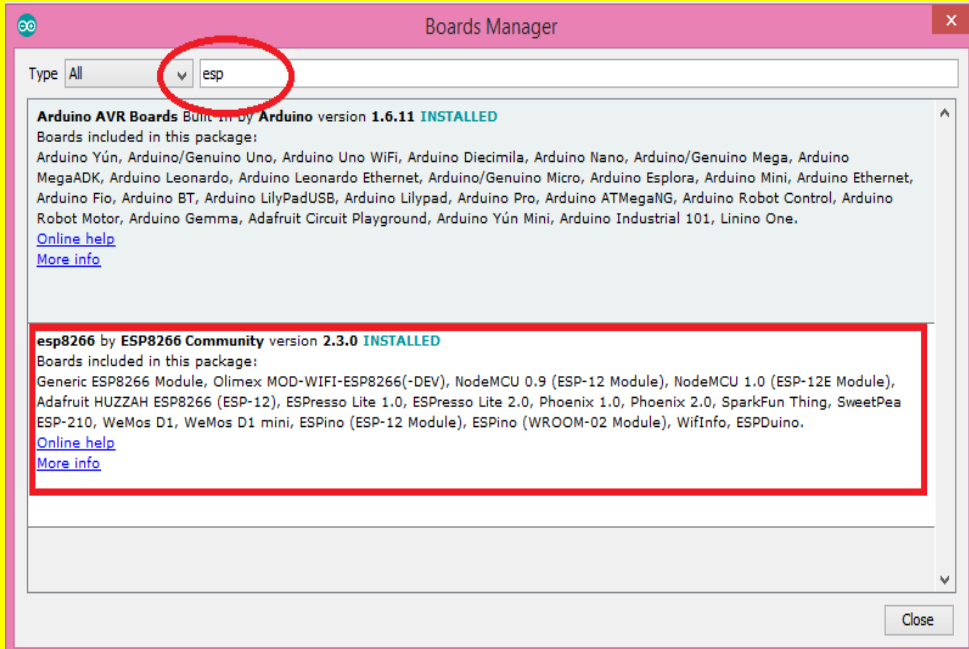 Boards Manager
x
Type All esp
Arduino AVR Boards Built-In by Arduino version 1.6.11 INSTALLED
Boards included in this package:
Arduino Yún, Arduino/Genuino Uno, Arduino Uno WiFi, Arduino Diecimila, Arduino Nano, Arduino/Genuino Mega, Arduino
MegaADK, Arduino Leonardo, Arduino Leonardo Ethernet, Arduino/Genuino Micro, Arduino Esplora, Arduino Mini, Arduino Ethernet,
Arduino Fio, Arduino BT, Arduino LilyPadUSB, Arduino Lilypad, Arduino Pro, Arduino ATMegaNG, Arduino Robot Control, Arduino
Robot Motor, Arduino Gemma, Adafruit Circuit Playground, Arduino Yún Mini, Arduino Industrial 101, Linino One.
Online help
More info
esp8266 by ESP8266 Community version 2.3.0 INSTALLED
Boards included in this package:
Generic ESP8266 Module, Olimex MOD-WIFI-ESP8266(-DEV), NodeMCU 0.9 (ESP-12 Module), NodeMCU 1.0 (ESP-12E Module),
Adafruit HUZZAH ESP8266 (ESP-12), ESPresso Lite 1.0, ESPresso Lite 2.0, Phoenix 1.0, Phoenix 2.0, SparkFun Thing, SweetPea
ESP-210, WeMos D1, WeMos D1 mini, ESPino (ESP-12 Module), ESPino (WROOM-02 Module), WifInfo, ESPDuino.
Online help
More info
Close